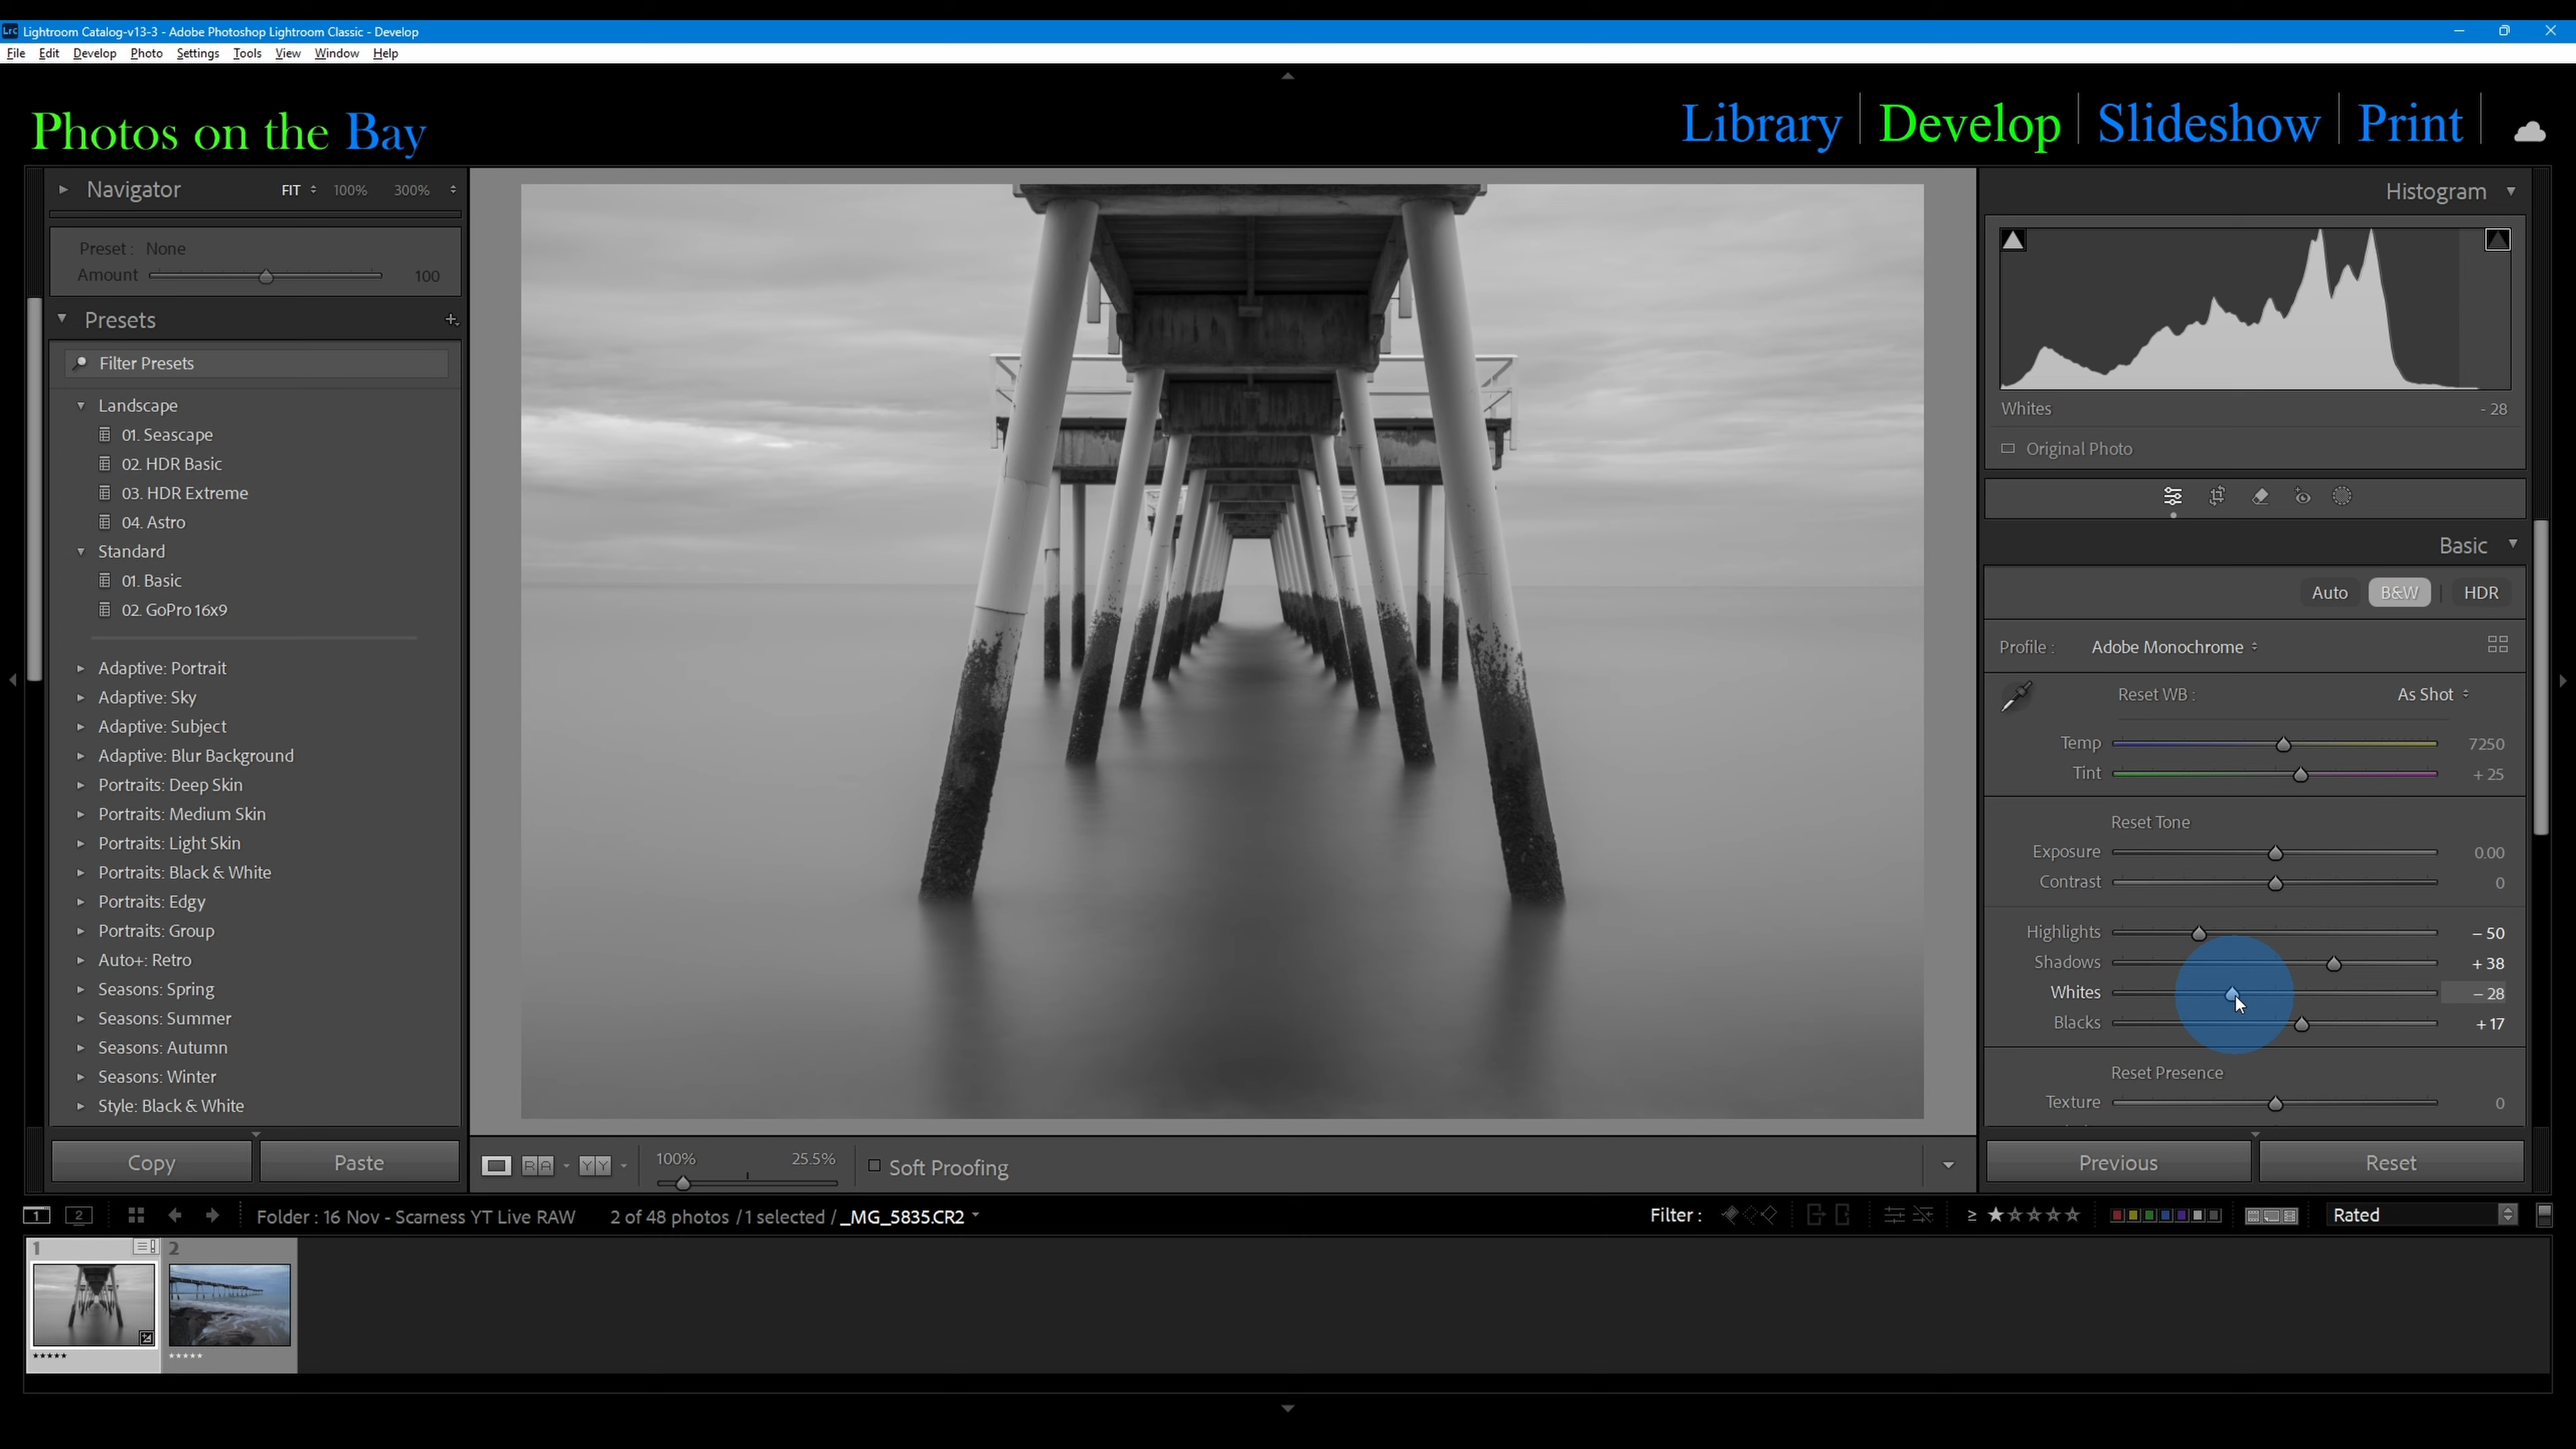 Lrc Lightroom Catalog-v13-3 - Adobe Photoshop Lightroom Classic - Develop
File Edit Develop Photo Settings Tools View Window Help
Photos on the Bay
Library Develop Slideshow Print
Navigator FIT 100% 300%
Preset : None
Amount 100
Presets
Filter Presets
Landscape
01. Seascape
02. HDR Basic
03. HDR Extreme
04. Astro
Standard
01. Basic
02. GoPro 16x9
Adaptive: Portrait
Adaptive: Sky
Adaptive: Subject
Adaptive: Blur Background
Portraits: Deep Skin
Portraits: Medium Skin
Portraits: Light Skin
Portraits: Black & White
Portraits: Edgy
Portraits: Group
Auto+: Retro
Seasons: Spring
Seasons: Summer
Seasons: Autumn
Seasons: Winter
Style: Black & White
Copy Paste
100% 25.5%
Soft Proofing
Histogram
Whites - 28
Original Photo
Basic
Auto B&W HDR
Profile : Adobe Monochrome
Reset WB : As Shot
Temp 7250
Tint + 25
Reset Tone
Exposure 0.00
Contrast 0
Highlights - 50
Shadows + 38
Whites - 28
Blacks + 17
Reset Presence
Texture 0
Previous Reset
1 2 Folder : 16 Nov - Scarness YT Live RAW 2 of 48 photos / 1 selected / _MG_5835.CR2 Filter : ≥ ★☆☆☆☆ Rated
1 2